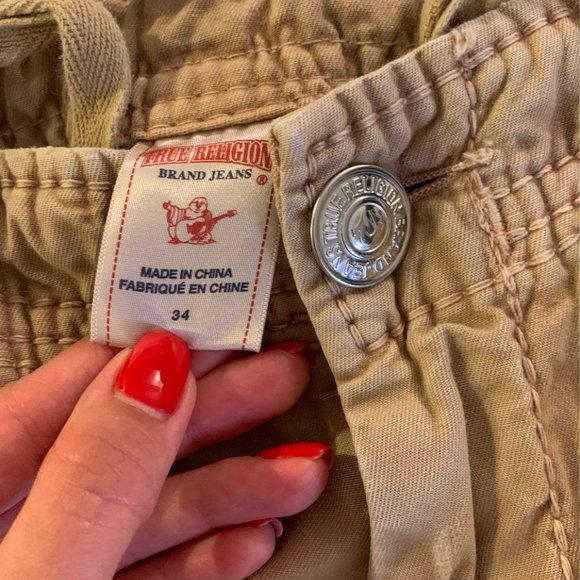 TRUE RELIGION
BRAND JEANS ®
MADE IN CHINA
FABRIQUÉ EN CHINE
34
TRUE RELIGION BRAND JEANS